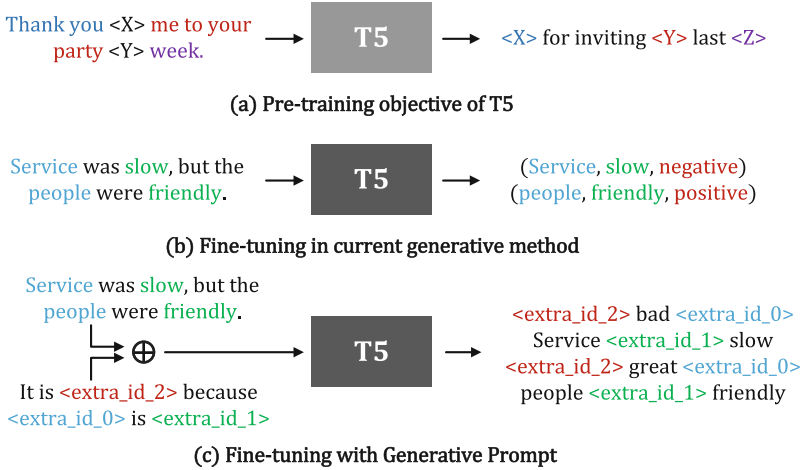 Thank you <X> me to your
party <Y> week.
T5
<X> for inviting <Y> last <Z>
(a) Pre-training objective of T5
Service was slow, but the
people were friendly.
T5
(Service, slow, negative)
(people, friendly, positive)
(b) Fine-tuning in current generative method
Service was slow, but the
people were friendly.
It is <extra_id_2> because
<extra_id_0> is <extra_id_1>
T5
<extra_id_2> bad <extra_id_0>
Service <extra_id_1> slow
<extra_id_2> great <extra_id_0>
people <extra_id_1> friendly
(c) Fine-tuning with Generative Prompt